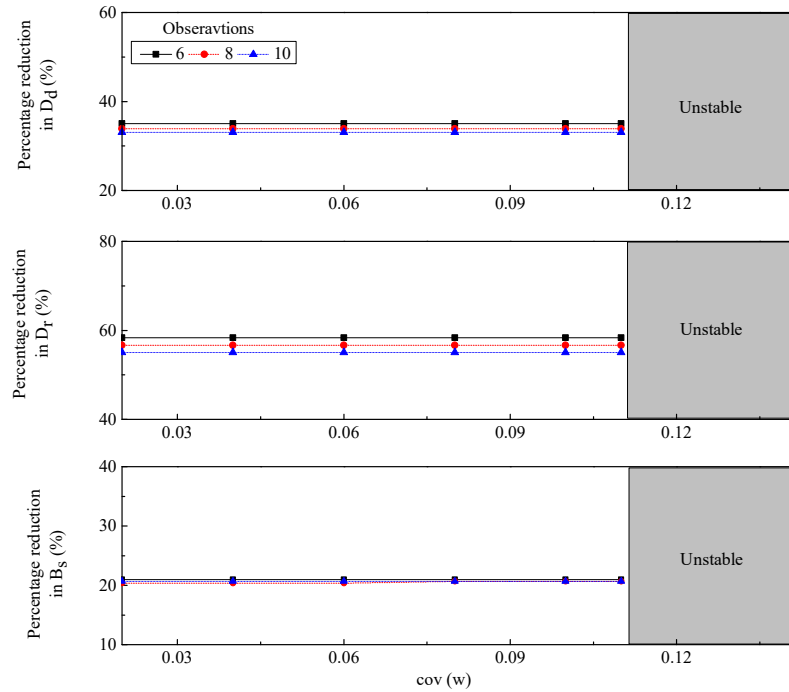 Percentage reduction
in Dd (%)
60
40
20
Obseravtions
6 8 10
Unstable
0.03 0.06 0.09 0.12
Percentage reduction
in Dr (%)
80
60
40
Unstable
0.03 0.06 0.09 0.12
Percentage reduction
in Bs (%)
40
30
20
10
Unstable
0.03 0.06 0.09 0.12
cov (w)